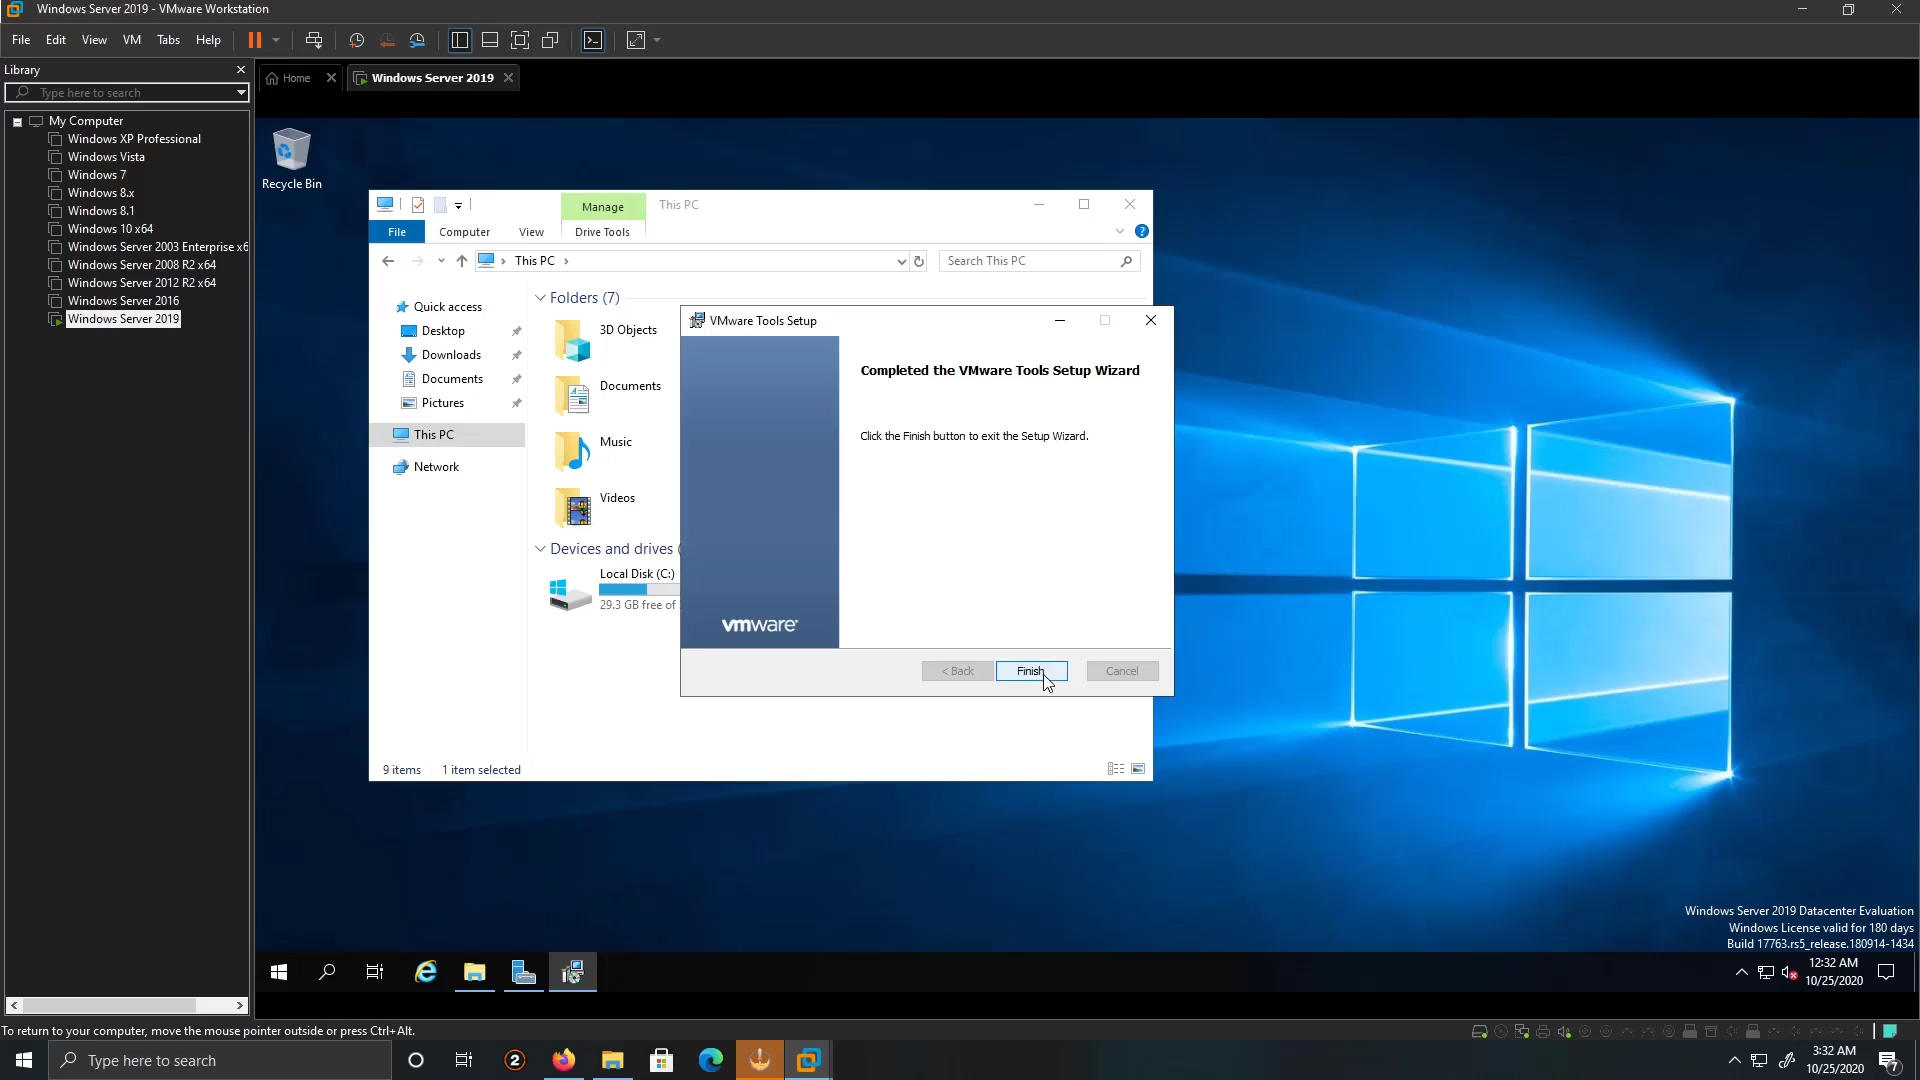 Windows Server 2019 - VMware Workstation
File Edit View VM Tabs Help
Library
Type here to search
Home
Windows Server 2019
My Computer
Windows XP Professional
Windows Vista
Windows 7
Windows 8.x
Windows 8.1
Windows 10 x64
Windows Server 2003 Enterprise x6
Windows Server 2008 R2 x64
Windows Server 2012 R2 x64
Windows Server 2016
Windows Server 2019
Recycle Bin
Manage This PC
File Computer View Drive Tools
This PC
Search This PC
Quick access
Desktop
Downloads
Documents
Pictures
This PC
Network
Folders (7)
3D Objects
Documents
Music
Videos
Devices and drives (
Local Disk (C:)
29.3 GB free of
9 items 1 item selected
VMware Tools Setup
Completed the VMware Tools Setup Wizard
Click the Finish button to exit the Setup Wizard.
vmware
< Back Finish Cancel
Windows Server 2019 Datacenter Evaluation
Windows License valid for 180 days
Build 17763.rs5_release.180914-1434
12:32 AM
10/25/2020
To return to your computer, move the mouse pointer outside or press Ctrl+Alt.
Type here to search
2
3:32 AM
10/25/2020
7